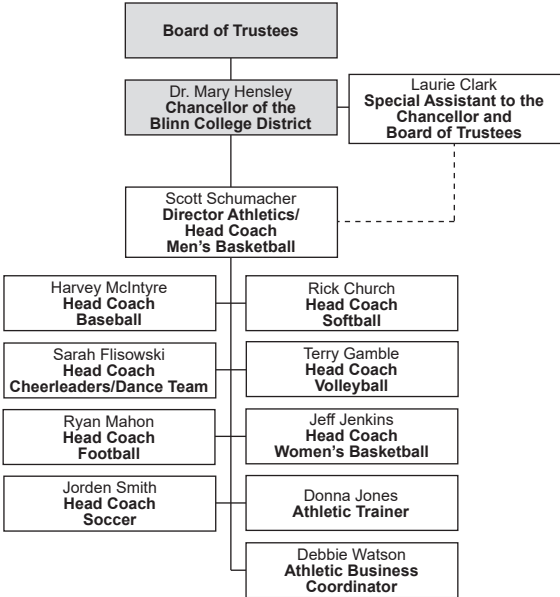 Board of Trustees
Dr. Mary Hensley
Chancellor of the
Blinn College District
Laurie Clark
Special Assistant to the
Chancellor and
Board of Trustees
Scott Schumacher
Director Athletics/
Head Coach
Men's Basketball
Harvey McIntyre
Head Coach
Baseball
Rick Church
Head Coach
Softball
Sarah Flisowski
Head Coach
Cheerleaders/Dance Team
Terry Gamble
Head Coach
Volleyball
Ryan Mahon
Head Coach
Football
Jeff Jenkins
Head Coach
Women's Basketball
Jorden Smith
Head Coach
Soccer
Donna Jones
Athletic Trainer
Debbie Watson
Athletic Business
Coordinator